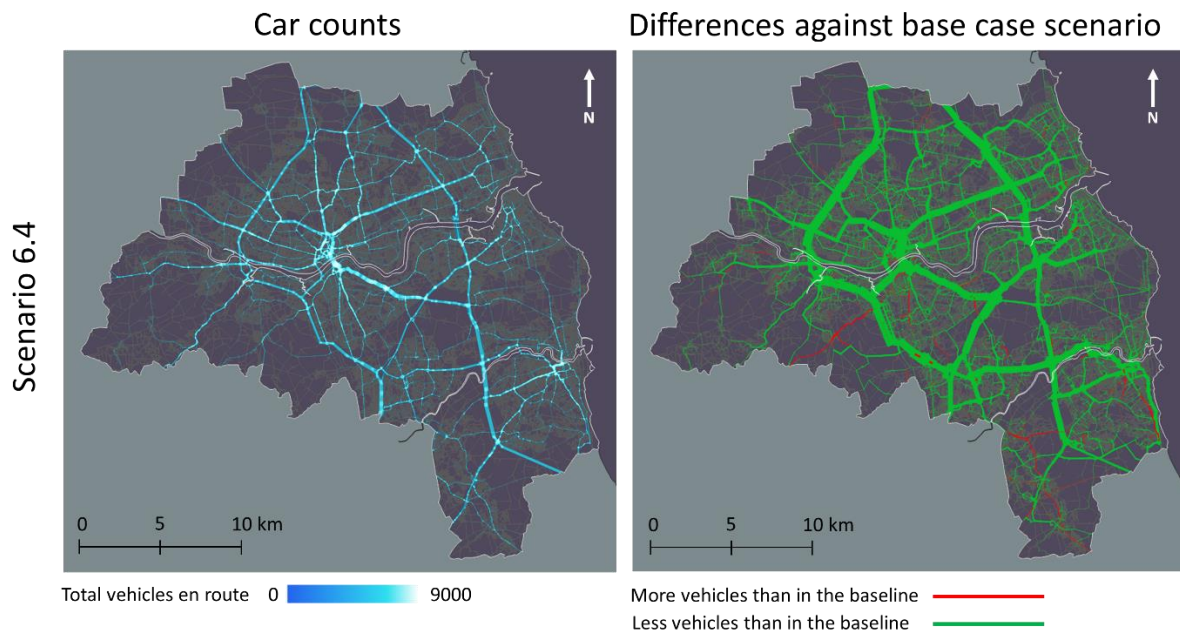 Car counts
Differences against base case scenario
Scenario 6.4
N
N
0 5 10 km
0 5 10 km
Total vehicles en route 0 9000
More vehicles than in the baseline
Less vehicles than in the baseline